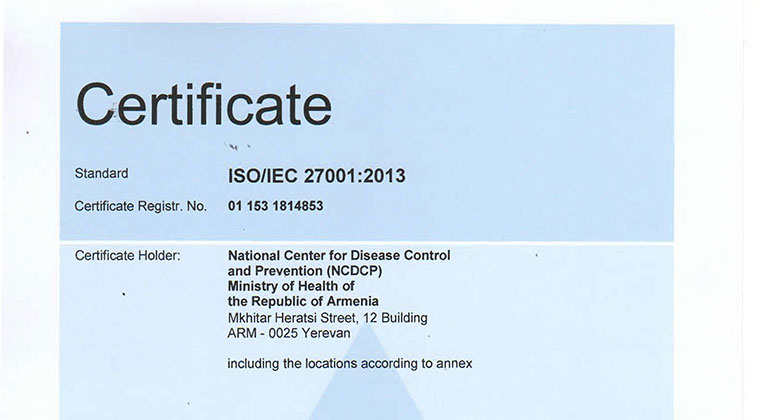 Certificate
Standard ISO/IEC 27001:2013
Certificate Registr. No. 01 153 1814853
Certificate Holder: National Center for Disease Control
and Prevention (NCDCP)
Ministry of Health of
the Republic of Armenia
Mkhitar Heratsi Street, 12 Building
ARM - 0025 Yerevan
including the locations according to annex